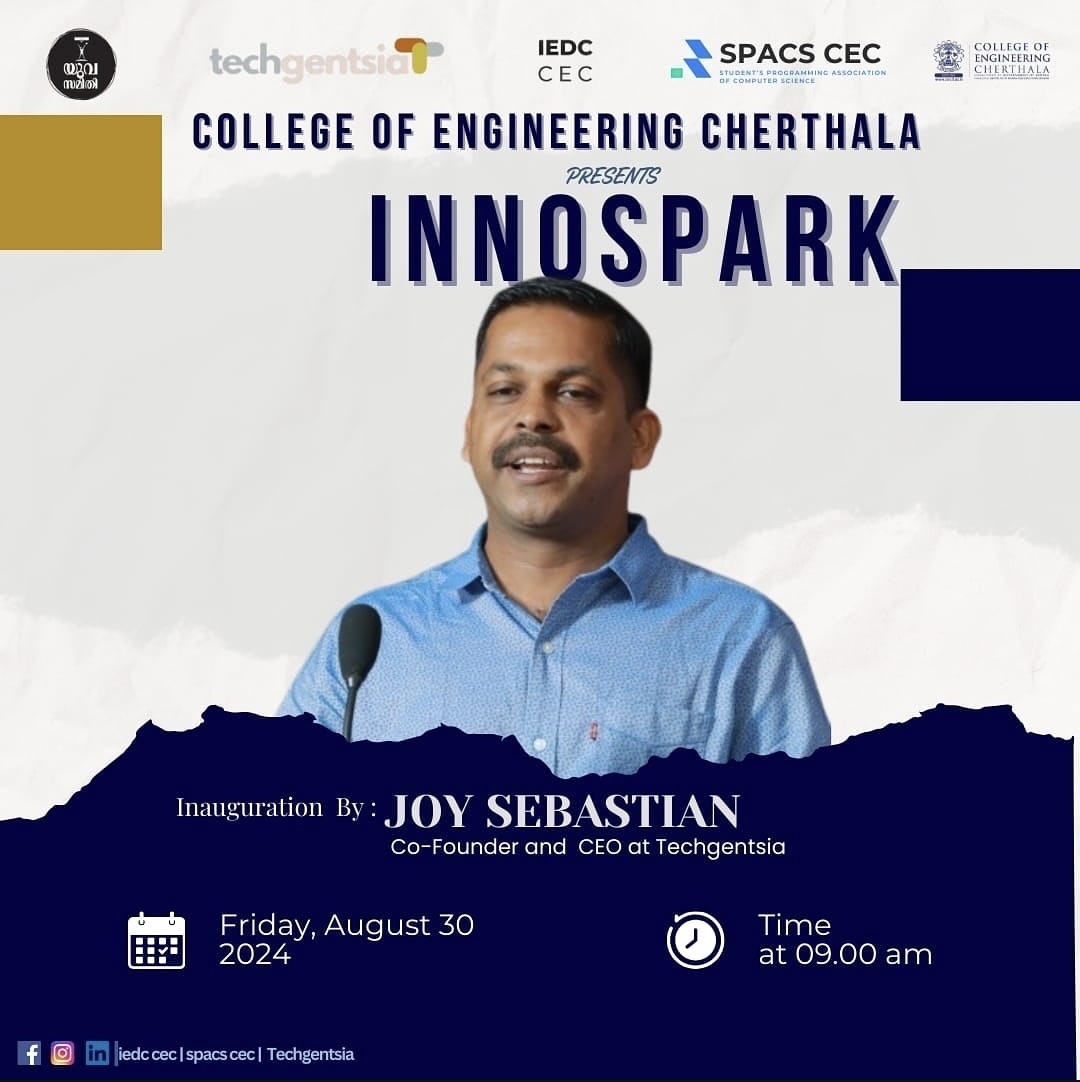 യുവ
സമിതി
techgentsia
IEDC
CEC
SPACS CEC
STUDENT'S PROGRAMMING ASSOCIATION
OF COMPUTER SCIENCE
COLLEGE OF
ENGINEERING
CHERTHALA
COLLEGE OF ENGINEERING CHERTHALA
PRESENTS
INNOSPARK
Inauguration By : JOY SEBASTIAN
Co-Founder and CEO at Techgentsia
Friday, August 30
2024
Time
at 09.00 am
iedc cec | spacs cec | Techgentsia